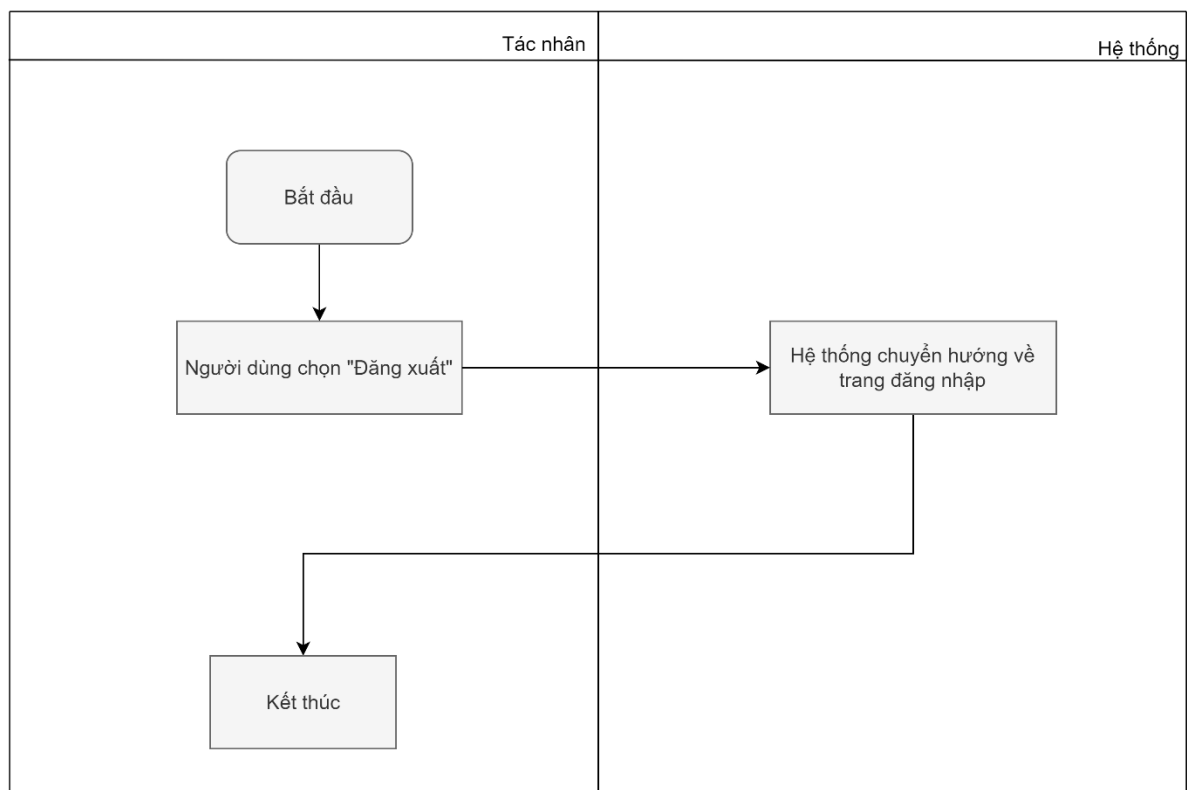 Tác nhân
Hệ thống
Bắt đầu
Người dùng chọn "Đăng xuất"
Hệ thống chuyển hướng về
trang đăng nhập
Kết thúc